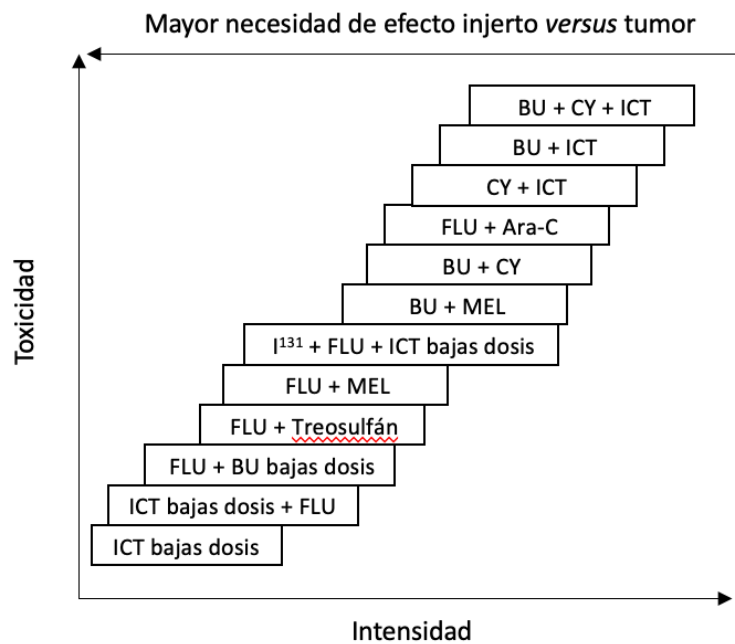 Mayor necesidad de efecto injerto versus tumor
BU + CY + ICT
BU + ICT
CY + ICT
FLU + Ara-C
BU + CY
BU + MEL
I¹³¹ + FLU + ICT bajas dosis
FLU + MEL
FLU + Treosulfán
FLU + BU bajas dosis
ICT bajas dosis + FLU
ICT bajas dosis
Toxicidad
Intensidad